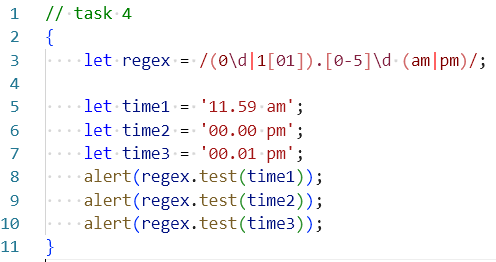 1 // task 4
2 {
3     let regex = /(0\d|1[01]).[0-5]\d (am|pm)/;
4
5     let time1 = '11.59 am';
6     let time2 = '00.00 pm';
7     let time3 = '00.01 pm';
8     alert(regex.test(time1));
9     alert(regex.test(time2));
10     alert(regex.test(time3));
11 }